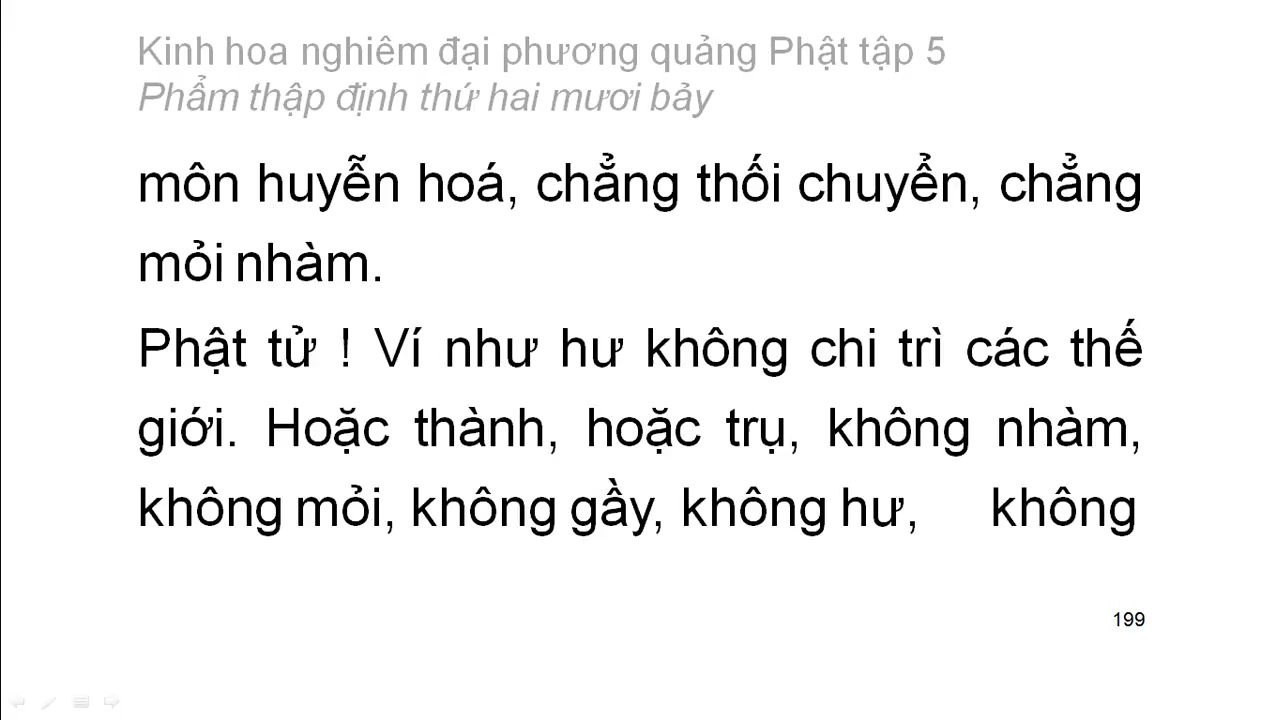 Kinh hoa nghiêm đại phương quảng Phật tập 5
Phẩm thập định thứ hai mươi bảy
môn huyễn hoá, chẳng thối chuyển, chẳng
mỏi nhàm.
Phật tử ! Ví như hư không chi trì các thế
giới. Hoặc thành, hoặc trụ, không nhàm,
không mỏi, không gầy, không hư, không
199